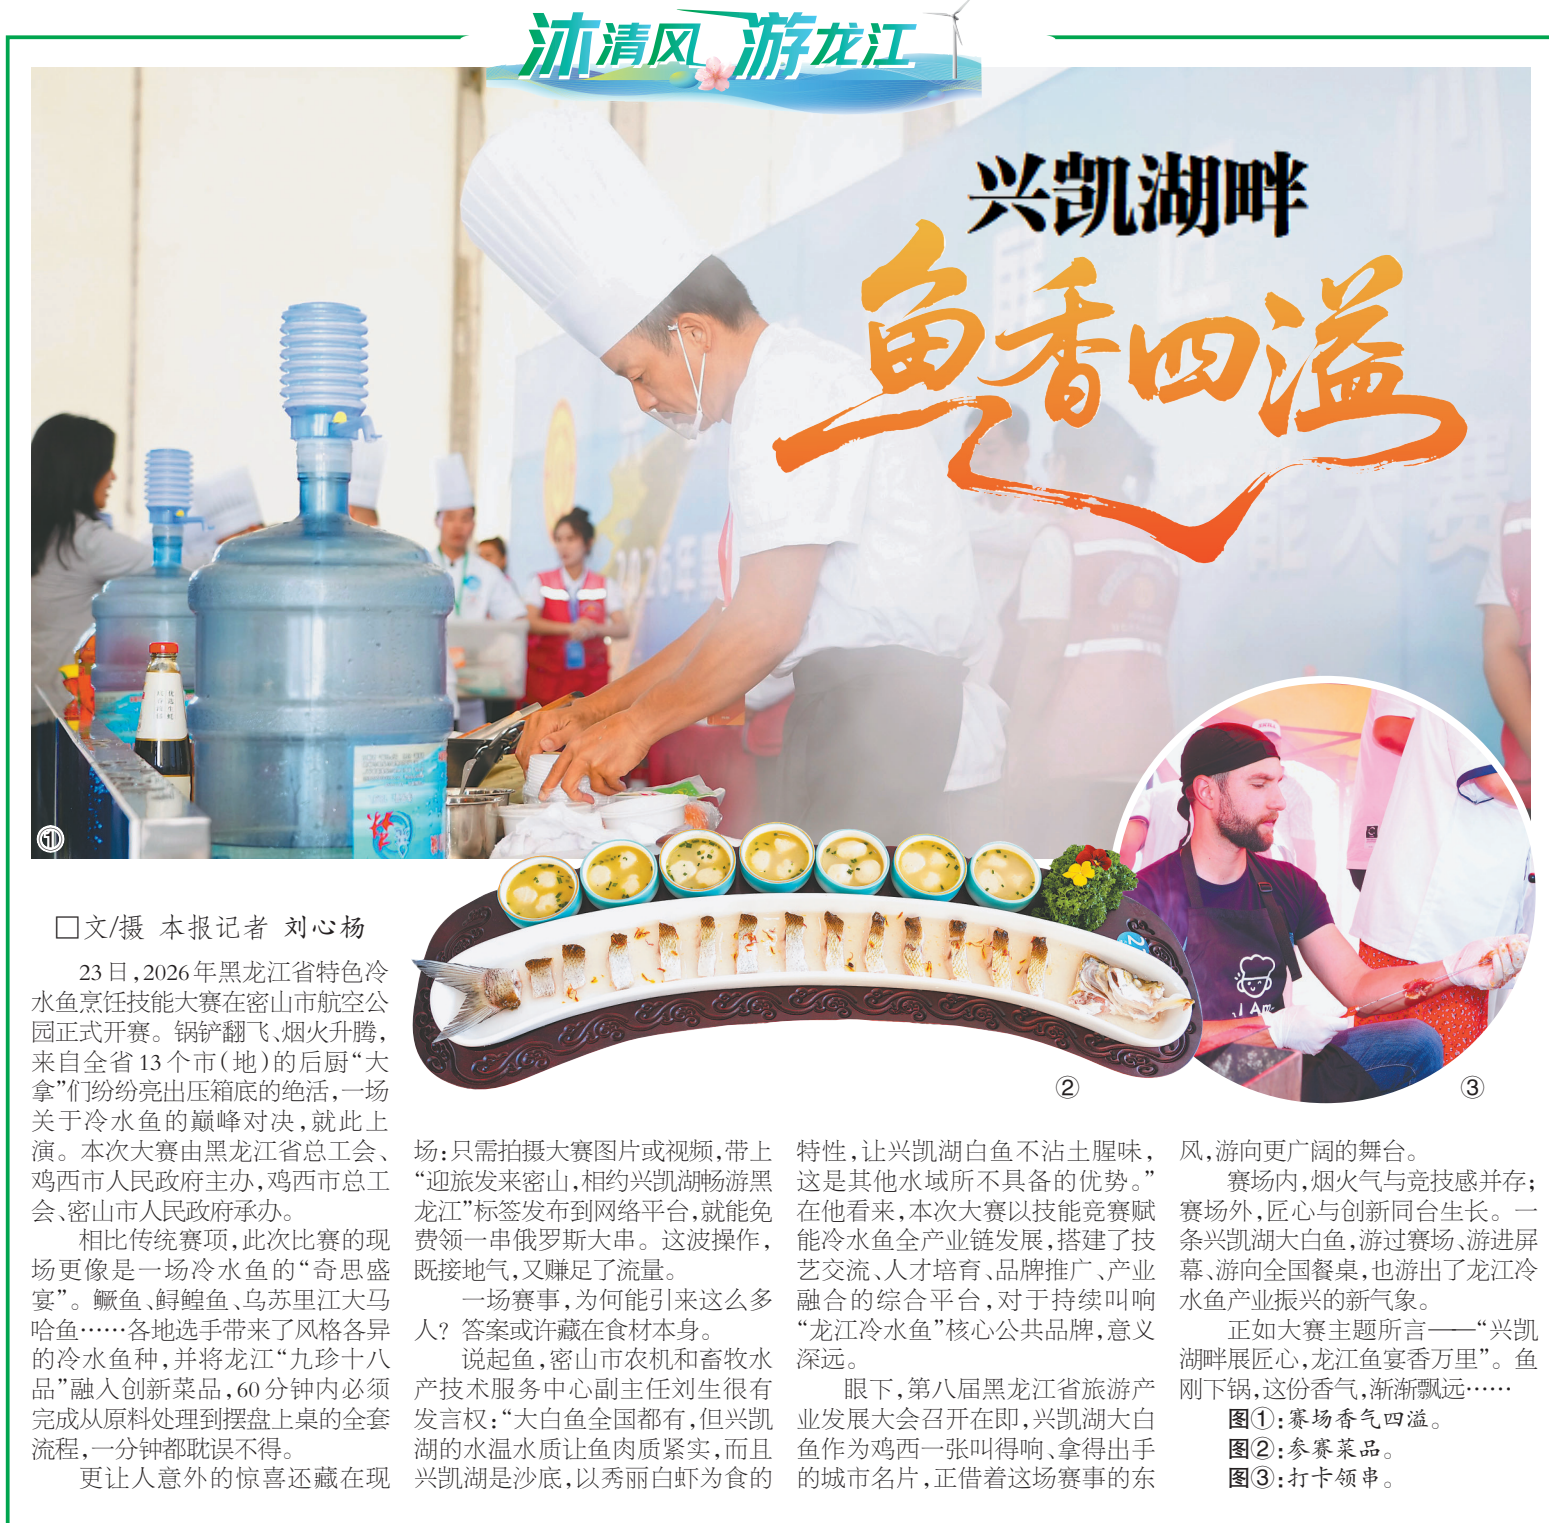 沐清风 游龙江
兴凯湖畔
鱼香四溢
2026年黑
能大赛
①
②
③
I Am
□文/摄 本报记者 刘心杨
23日,2026年黑龙江省特色冷
水鱼烹饪技能大赛在密山市航空公
园正式开赛。锅铲翻飞、烟火升腾,
来自全省13个市(地)的后厨“大
拿”们纷纷亮出压箱底的绝活,一场
关于冷水鱼的巅峰对决,就此上
演。本次大赛由黑龙江省总工会、
鸡西市人民政府主办,鸡西市总工
会、密山市人民政府承办。
相比传统赛项,此次比赛的现
场更像是一场冷水鱼的“奇思盛
宴”。鳜鱼、鲟鳇鱼、乌苏里江大马
哈鱼……各地选手带来了风格各异
的冷水鱼种,并将龙江“九珍十八
品”融入创新菜品,60分钟内必须
完成从原料处理到摆盘上桌的全套
流程,一分钟都耽误不得。
更让人意外的惊喜还藏在现
场:只需拍摄大赛图片或视频,带上
“迎旅发来密山,相约兴凯湖畅游黑
龙江”标签发布到网络平台,就能免
费领一串俄罗斯大串。这波操作,
既接地气,又赚足了流量。
一场赛事,为何能引来这么多
人?答案或许藏在食材本身。
说起鱼,密山市农机和畜牧水
产技术服务中心副主任刘生很有
发言权:“大白鱼全国都有,但兴凯
湖的水温水质让鱼肉质紧实,而且
兴凯湖是沙底,以秀丽白虾为食的
特性,让兴凯湖白鱼不沾土腥味,
这是其他水域所不具备的优势。”
在他看来,本次大赛以技能竞赛赋
能冷水鱼全产业链发展,搭建了技
艺交流、人才培育、品牌推广、产业
融合的综合平台,对于持续叫响
“龙江冷水鱼”核心公共品牌,意义
深远。
眼下,第八届黑龙江省旅游产
业发展大会召开在即,兴凯湖大白
鱼作为鸡西一张叫得响、拿得出手
的城市名片,正借着这场赛事的东
风,游向更广阔的舞台。
赛场内,烟火气与竞技感并存;
赛场外,匠心与创新同台生长。一
条兴凯湖大白鱼,游过赛场、游进屏
幕、游向全国餐桌,也游出了龙江冷
水鱼产业振兴的新气象。
正如大赛主题所言——“兴凯
湖畔展匠心,龙江鱼宴香万里”。鱼
刚下锅,这份香气,渐渐飘远……
图①:赛场香气四溢。
图②:参赛菜品。
图③:打卡领串。